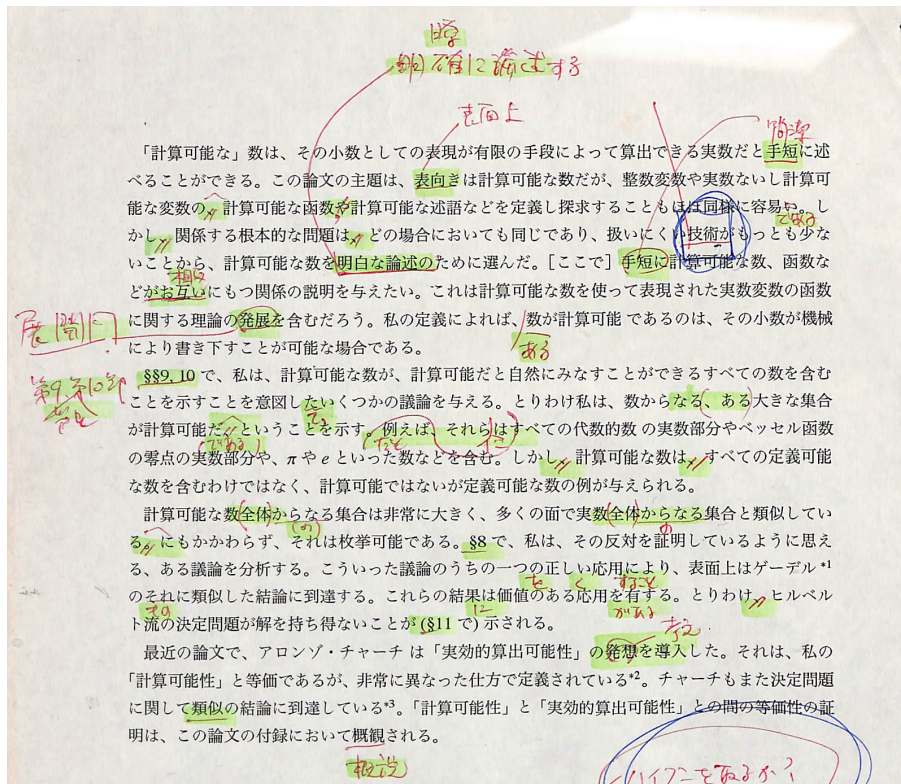 明確に論述する
表面上
簡潔
「計算可能な」数は、その小数としての表現が有限の手段によって算出できる実数だと手短に述
べることができる。この論文の主題は、表向きは計算可能な数だが、整数変数や実数ないし計算可
能な変数の、計算可能な函数や計算可能な述語などを定義し探求することもほぼ同様に容易い。し
である
かし、関係する根本的な問題は、どの場合においても同じであり、扱いにくい技術がもっとも少な
いことから、計算可能な数を明白な論述のために選んだ。[ここで] 手短に計算可能な数、函数な
相互
どがお互いにもつ関係の説明を与えたい。これは計算可能な数を使って表現された実数変数の函数
展開
に関する理論の発展を含むだろう。私の定義によれば、数が計算可能 であるのは、その小数が機械
ある
により書き下すことが可能な場合である。
第9, 第10節
§§9, 10 で、私は、計算可能な数が、計算可能だと自然にみなすことができるすべての数を含む
ことを示すことを意図したいくつかの議論を与える。とりわけ私は、数からなる、ある大きな集合
が計算可能だ、ということを示す。例えば、それらはすべての代数的数 の実数部分やベッセル函数
(である)
の零点の実数部分や、π や e といった数などを含む。しかし、計算可能な数は、すべての定義可能
な数を含むわけではなく、計算可能ではないが定義可能な数の例が与えられる。
計算可能な数全体からなる集合は非常に大きく、多くの面で実数全体からなる集合と類似してい
(の)
の
る、にもかかわらず、それは枚挙可能である。§8 で、私は、その反対を証明しているように思え
る、ある議論を分析する。こういった議論のうちの一つの正しい応用により、表面上はゲーデル *1
のそれに類似した結論に到達する。これらの結果は価値のある応用を有する。とりわけ、ヒルベル
に
がある
ト流の決定問題が解を持ち得ないことが (§11 で) 示される。
最近の論文で、アロンゾ・チャーチ は「実効的算出可能性」の発想を導入した。それは、私の
「計算可能性」と等価であるが、非常に異なった仕方で定義されている*2。チャーチもまた決定問題
に関して類似の結論に到達している*3。「計算可能性」と「実効的算出可能性」との間の等価性の証
明は、この論文の付録において概観される。
概説
ハイフンを取るか?